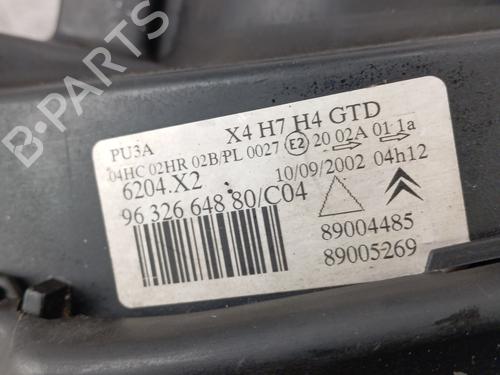 PU3A X4 H7 H4 GTD
04HC 02HR 02B/PL 0027 E2 20 02A 01 1a
6204.X2 10/09/2002 04h12
96 326 648 80/C04
89004485
89005269